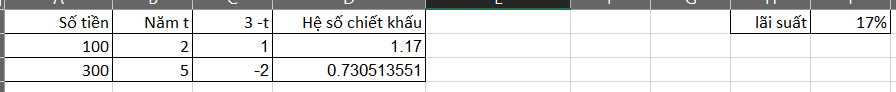 Số tiền Năm t 3 -t Hệ số chiết khấu lãi suất 17%
100 2 1 1.17
300 5 -2 0.730513551